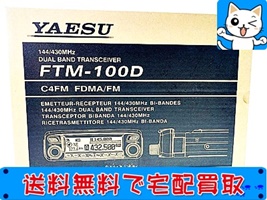 YAESU
144/430MHz
DUAL BAND TRANSCEIVER
FTM-100D
C4FM FDMA/FM
EMETTEUR-RECEPTEUR 144/430MHz BI-BANDES
144/430MHz DUAL BAND TRANSCEIVER
TRANSCEPTOR BIBANDA 144/430MHz
RICETRASMETTITORE 144/430MHz BI-BANDA
432.580
送料無料で宅配買取